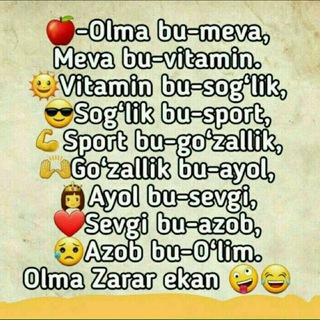 🍎-Olma bu-meva,
Meva bu-vitamin.
🌞Vitamin bu-sog‘lik,
😎Sog‘lik bu-sport,
💪Sport bu-go‘zallik,
🙌Go‘zallik bu-ayol,
👸Ayol bu-sevgi,
❤️Sevgi bu-azob,
😥Azob bu-O‘lim.
Olma Zarar ekan 🤪😂